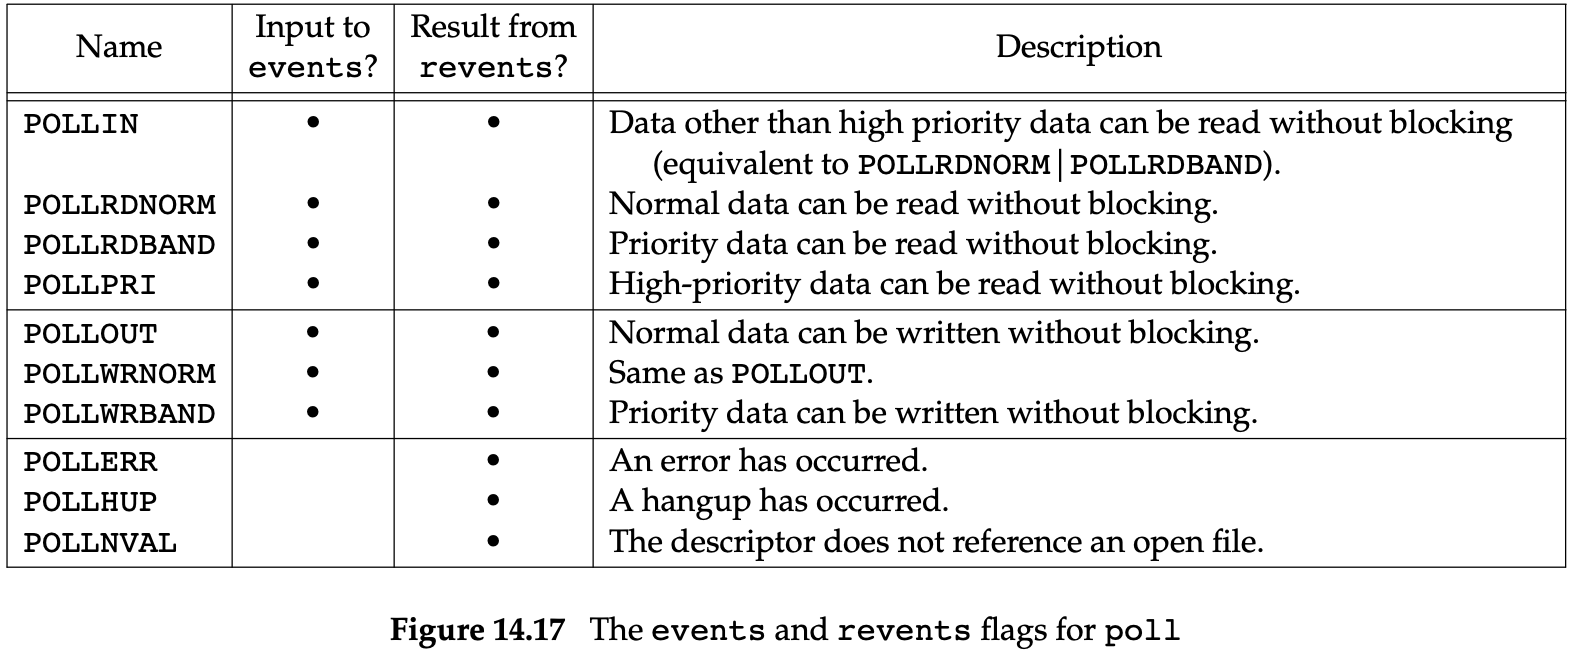 Name Input to events? Result from revents? Description
POLLIN • • Data other than high priority data can be read without blocking
(equivalent to POLLRDNORM|POLLRDBAND).
POLLRDNORM • • Normal data can be read without blocking.
POLLRDBAND • • Priority data can be read without blocking.
POLLPRI • • High-priority data can be read without blocking.
POLLOUT • • Normal data can be written without blocking.
POLLWRNORM • • Same as POLLOUT.
POLLWRBAND • • Priority data can be written without blocking.
POLLERR • An error has occurred.
POLLHUP • A hangup has occurred.
POLLNVAL • The descriptor does not reference an open file.
Figure 14.17 The events and revents flags for poll